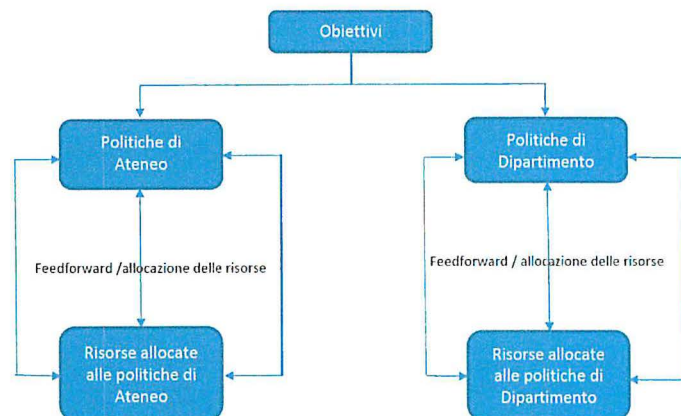 Obiettivi
Politiche di
Ateneo
Politiche di
Dipartimento
Feedforward /allocazione delle risorse
Feedforward / allocazione delle risorse
Risorse allocate
alle politiche di
Ateneo
Risorse allocate
alle politiche di
Dipartimento